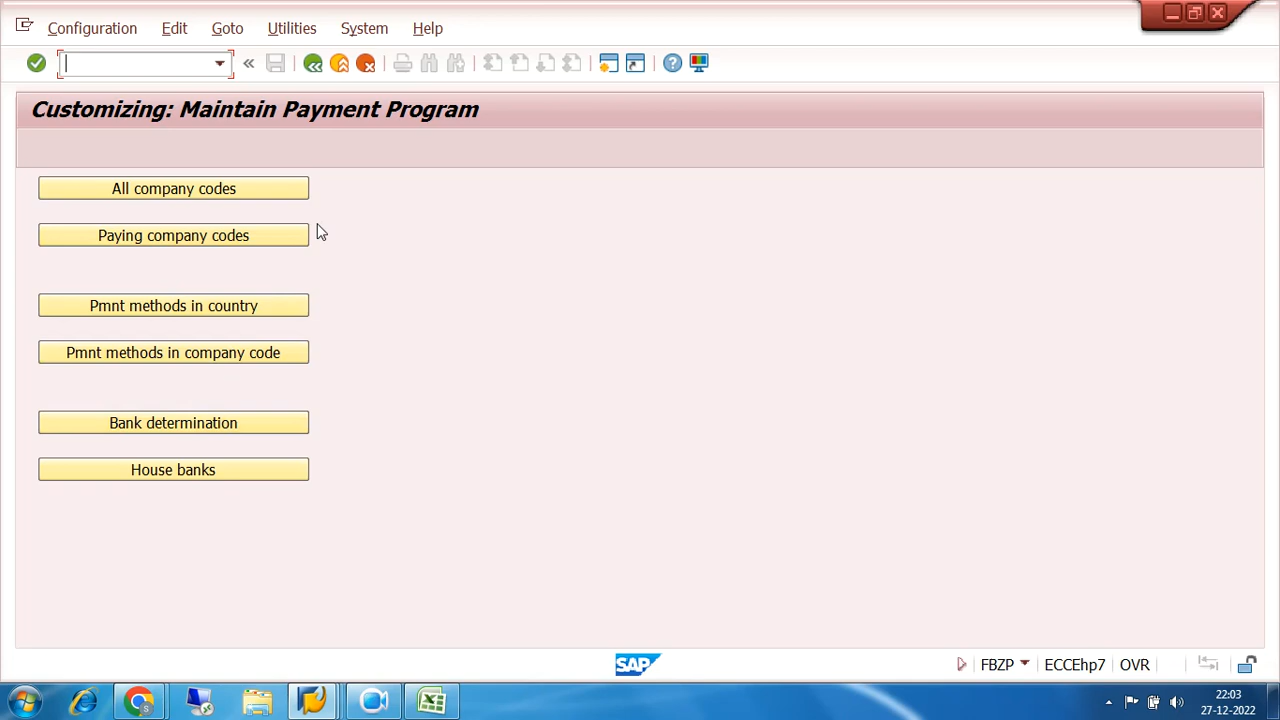 Configuration Edit Goto Utilities System Help
Customizing: Maintain Payment Program
All company codes
Paying company codes
Pmnt methods in country
Pmnt methods in company code
Bank determination
House banks
SAP
FBZP ECCEhp7 OVR
22:03
27-12-2022